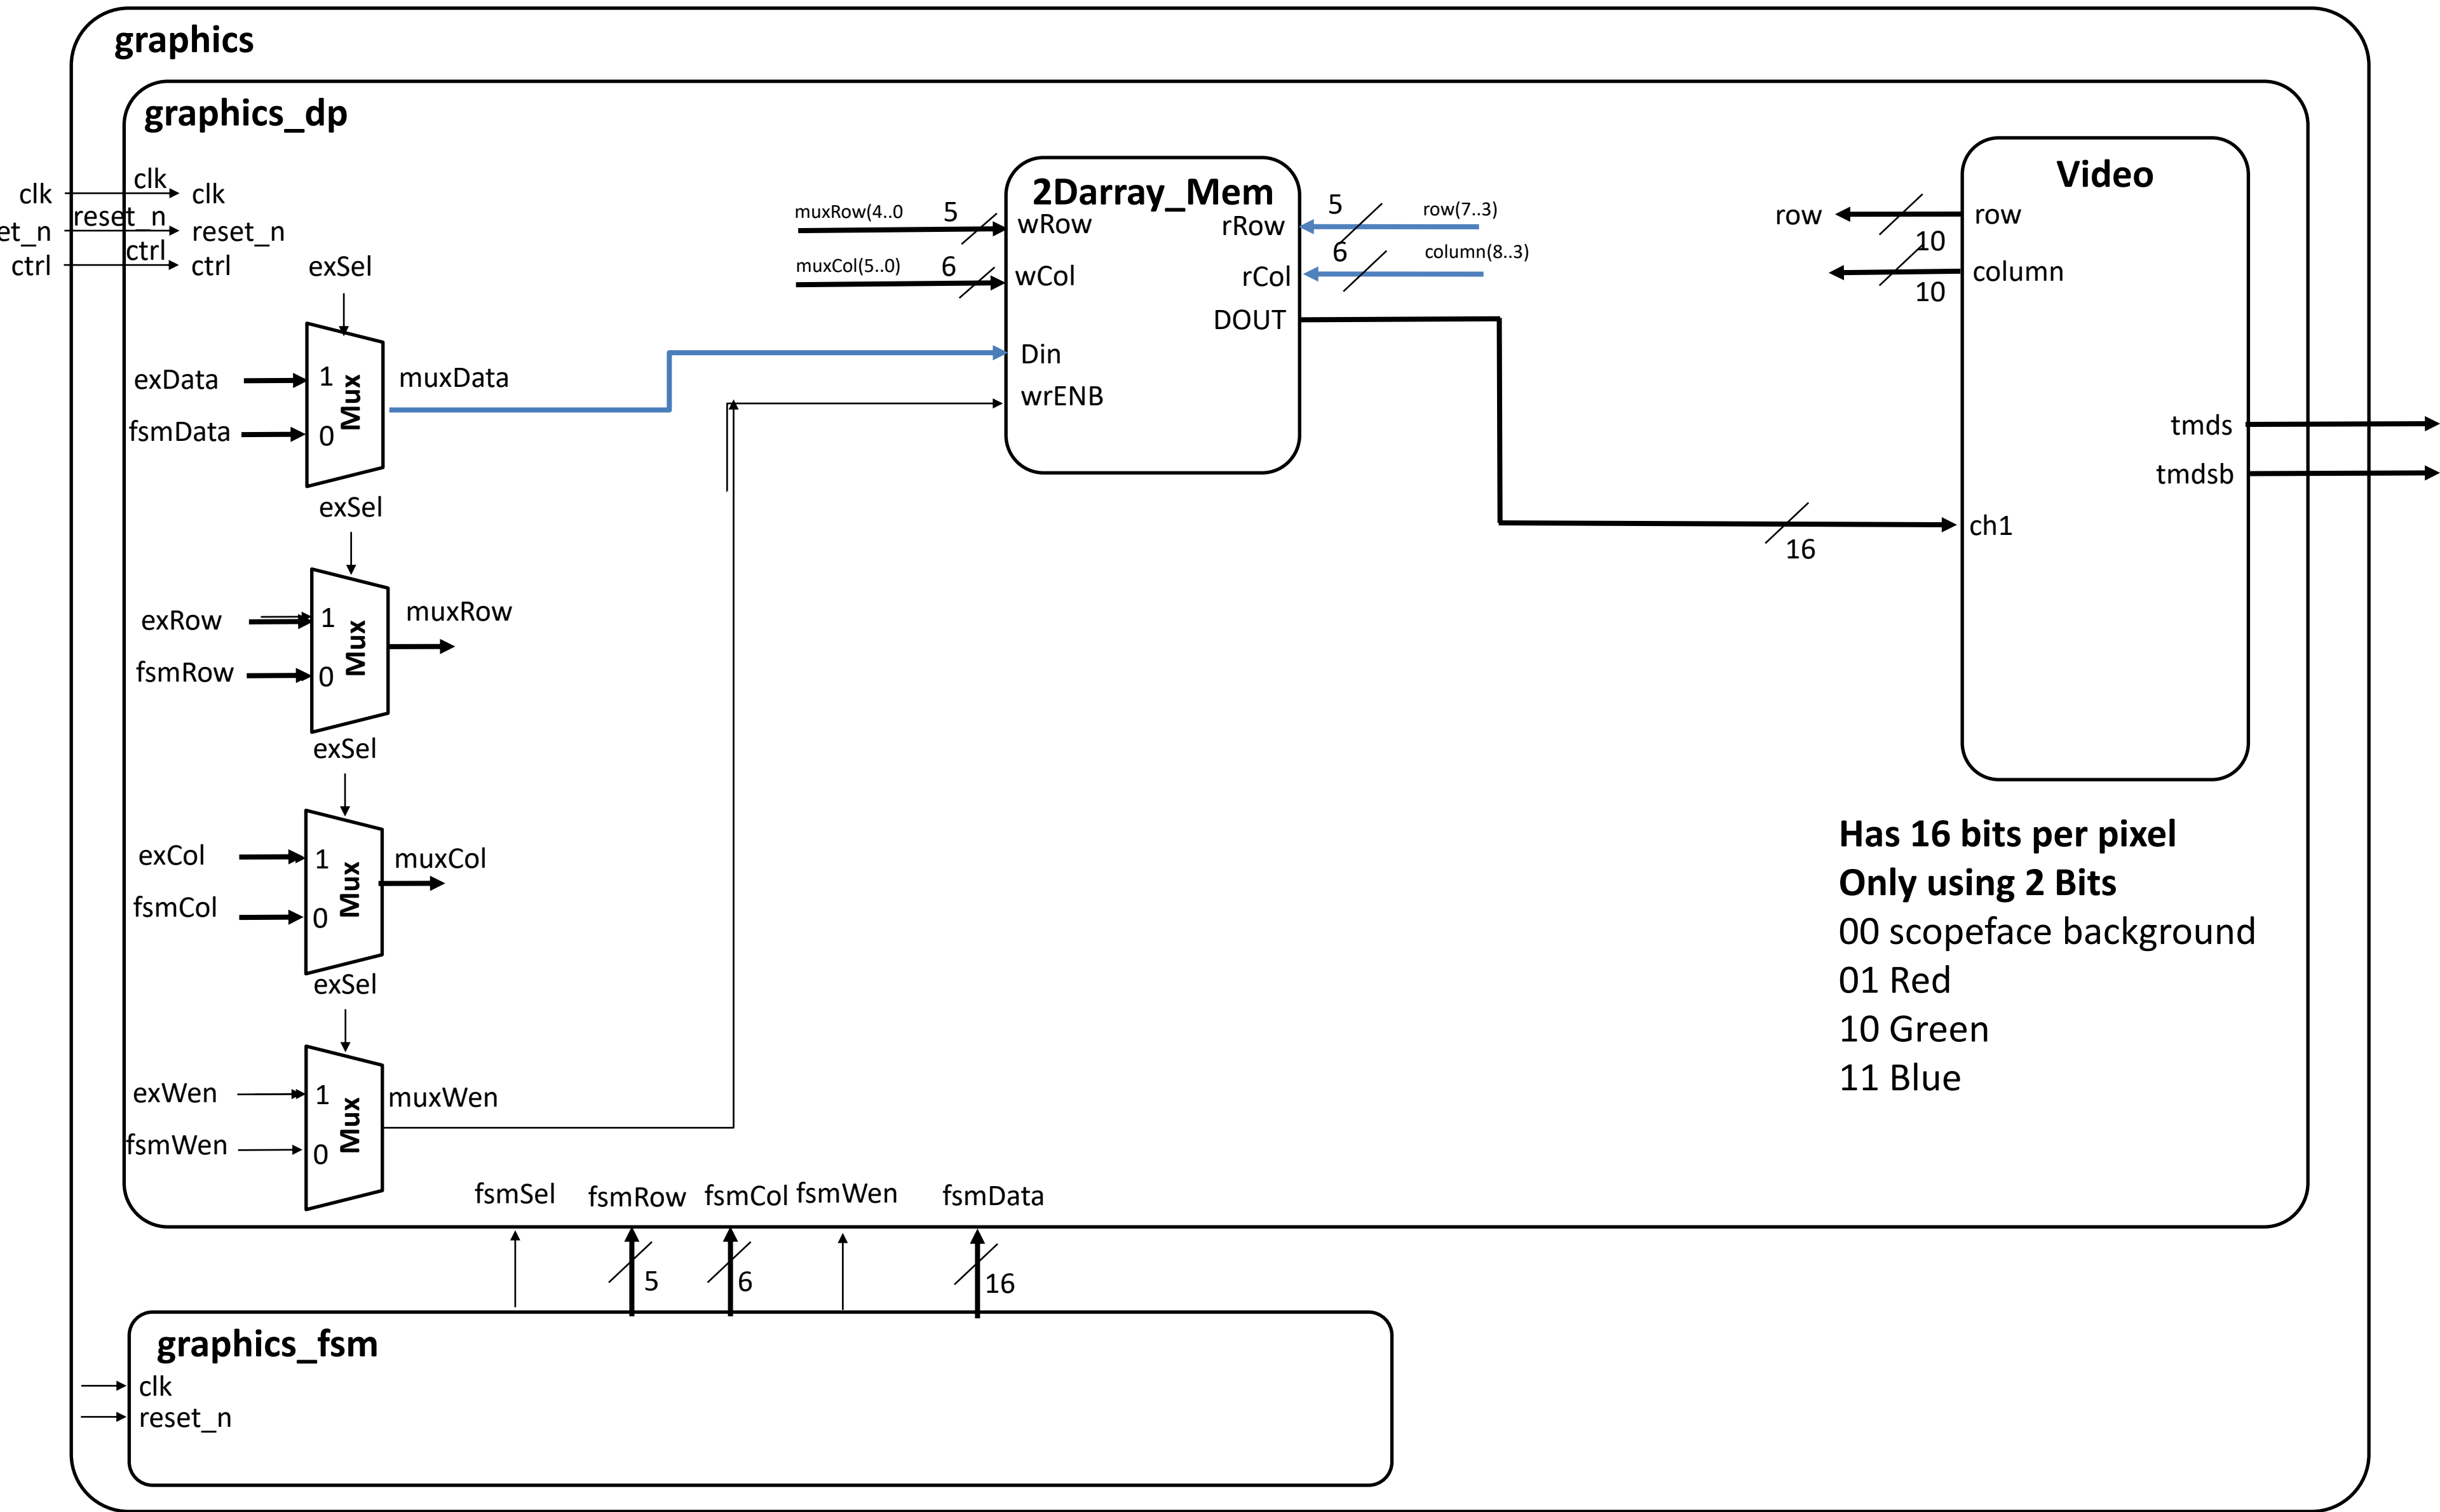 graphics
graphics_dp
clk
clk
clk
reset_n
et_n
reset_n
ctrl
ctrl
ctrl
exSel
exData
fsmData
1
0
Mux
muxData
exSel
exRow
fsmRow
1
0
Mux
muxRow
exSel
exCol
fsmCol
1
0
Mux
muxCol
exSel
exWen
fsmWen
1
0
Mux
muxWen
2Darray_Mem
muxRow(4..0
5
wRow
muxCol(5..0)
6
wCol
Din
wrENB
rRow
5
row(7..3)
rCol
6
column(8..3)
DOUT
16
Video
row
10
row
10
column
tmds
tmdsb
ch1
Has 16 bits per pixel
Only using 2 Bits
00 scopeface background
01 Red
10 Green
11 Blue
fsmSel
fsmRow
fsmCol
fsmWen
fsmData
5
6
16
graphics_fsm
clk
reset_n